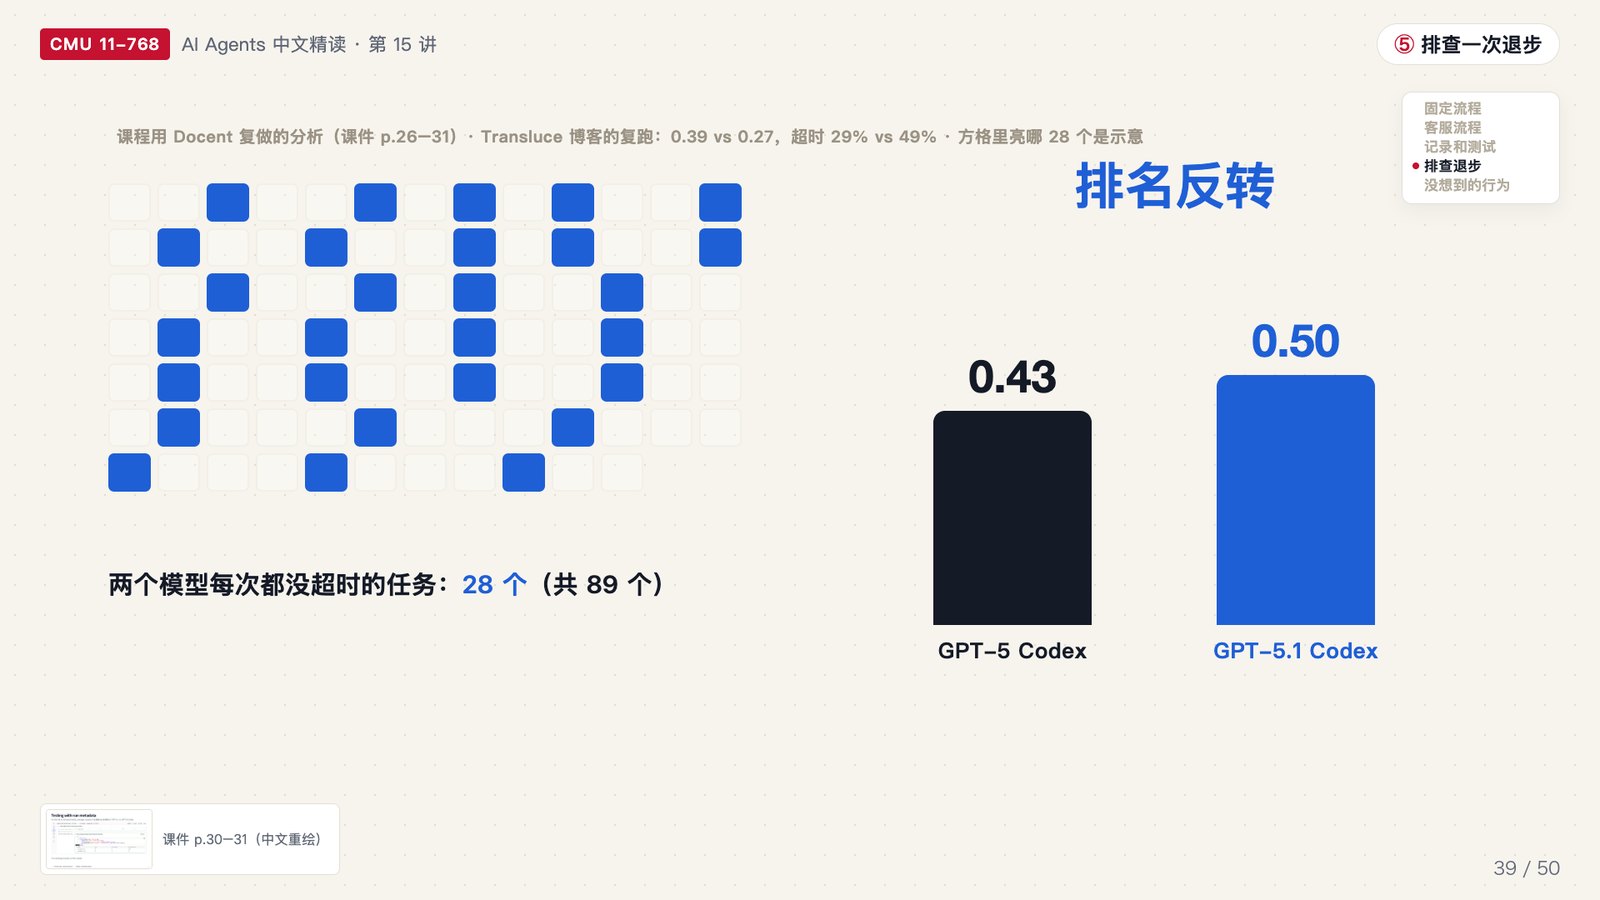 CMU 11-768
AI Agents 中文精读 · 第 15 讲
⑤ 排查一次退步
固定流程
客服流程
记录和测试
排查退步
没想到的行为
课程用 Docent 复做的分析（课件 p.26—31）· Transluce 博客的复跑：0.39 vs 0.27，超时 29% vs 49% · 方格里亮哪 28 个是示意
排名反转
0.43
0.50
GPT-5 Codex
GPT-5.1 Codex
两个模型每次都没超时的任务：28 个（共 89 个）
Testing with run metadata
课件 p.30—31（中文重绘）
39 / 50